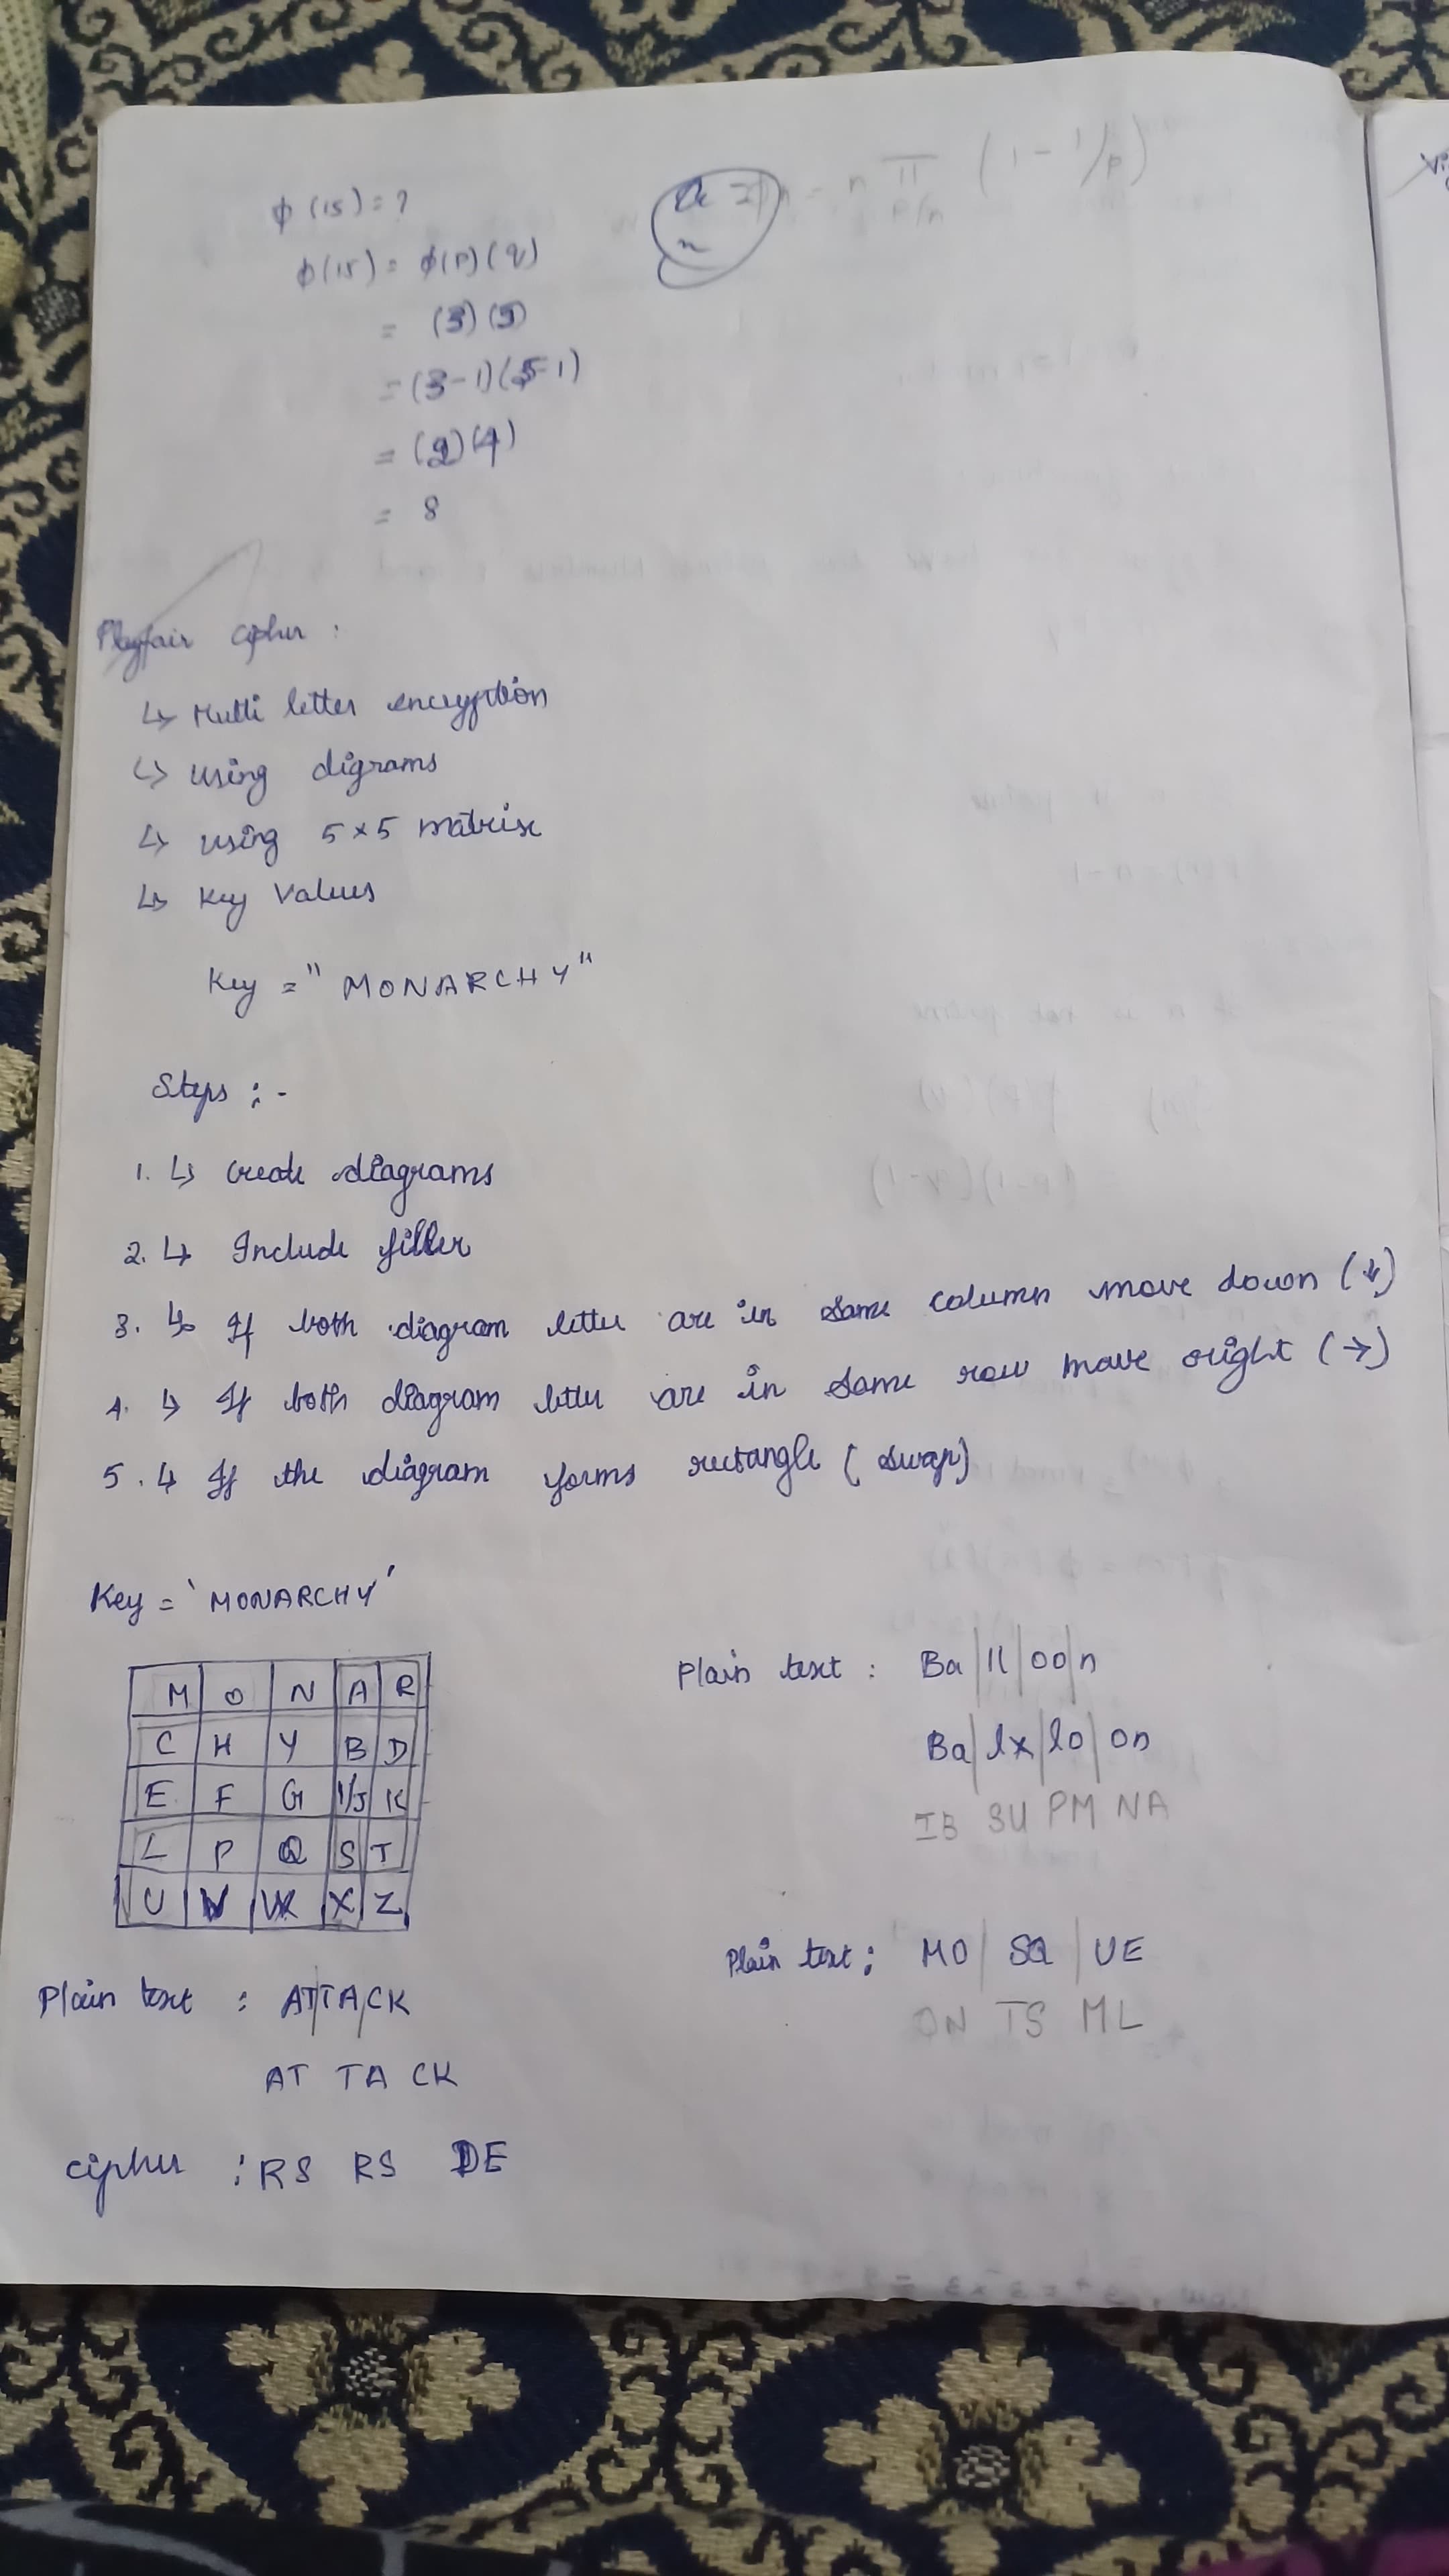 ϕ(15) = ?
ϕ(15) = ϕ(P)(q)
= (3)(5)
= (3-1)(5-1)
= (2)(4)
= 8
n = n π (1 - 1/P)
P/n
Playfair cipher :
↳ Multi letter encryption
↳ using digrams
↳ using 5×5 matrix
↳ Key Values
Key = "MONARCHY"
Steps :-
1. ↳ create diagrams
2. ↳ Include filler
3. ↳ If both diagram letter are in same column move down (↓)
4. ↳ If both diagram letter are in same row move right (→)
5. ↳ If the diagram forms rectangle (swap)
Key = 'MONARCHY'
M O N A R
C H Y B D
E F G I/J K
L P Q S T
U V W X Z
Plain text : Ba|ll|oo|n
Ba|lx|lo|on
IB SU PM NA
Plain text : MO| SQ |UE
ON TS ML
Plain text : AT|TA|CK
AT TA CK
cipher : RS RS DE